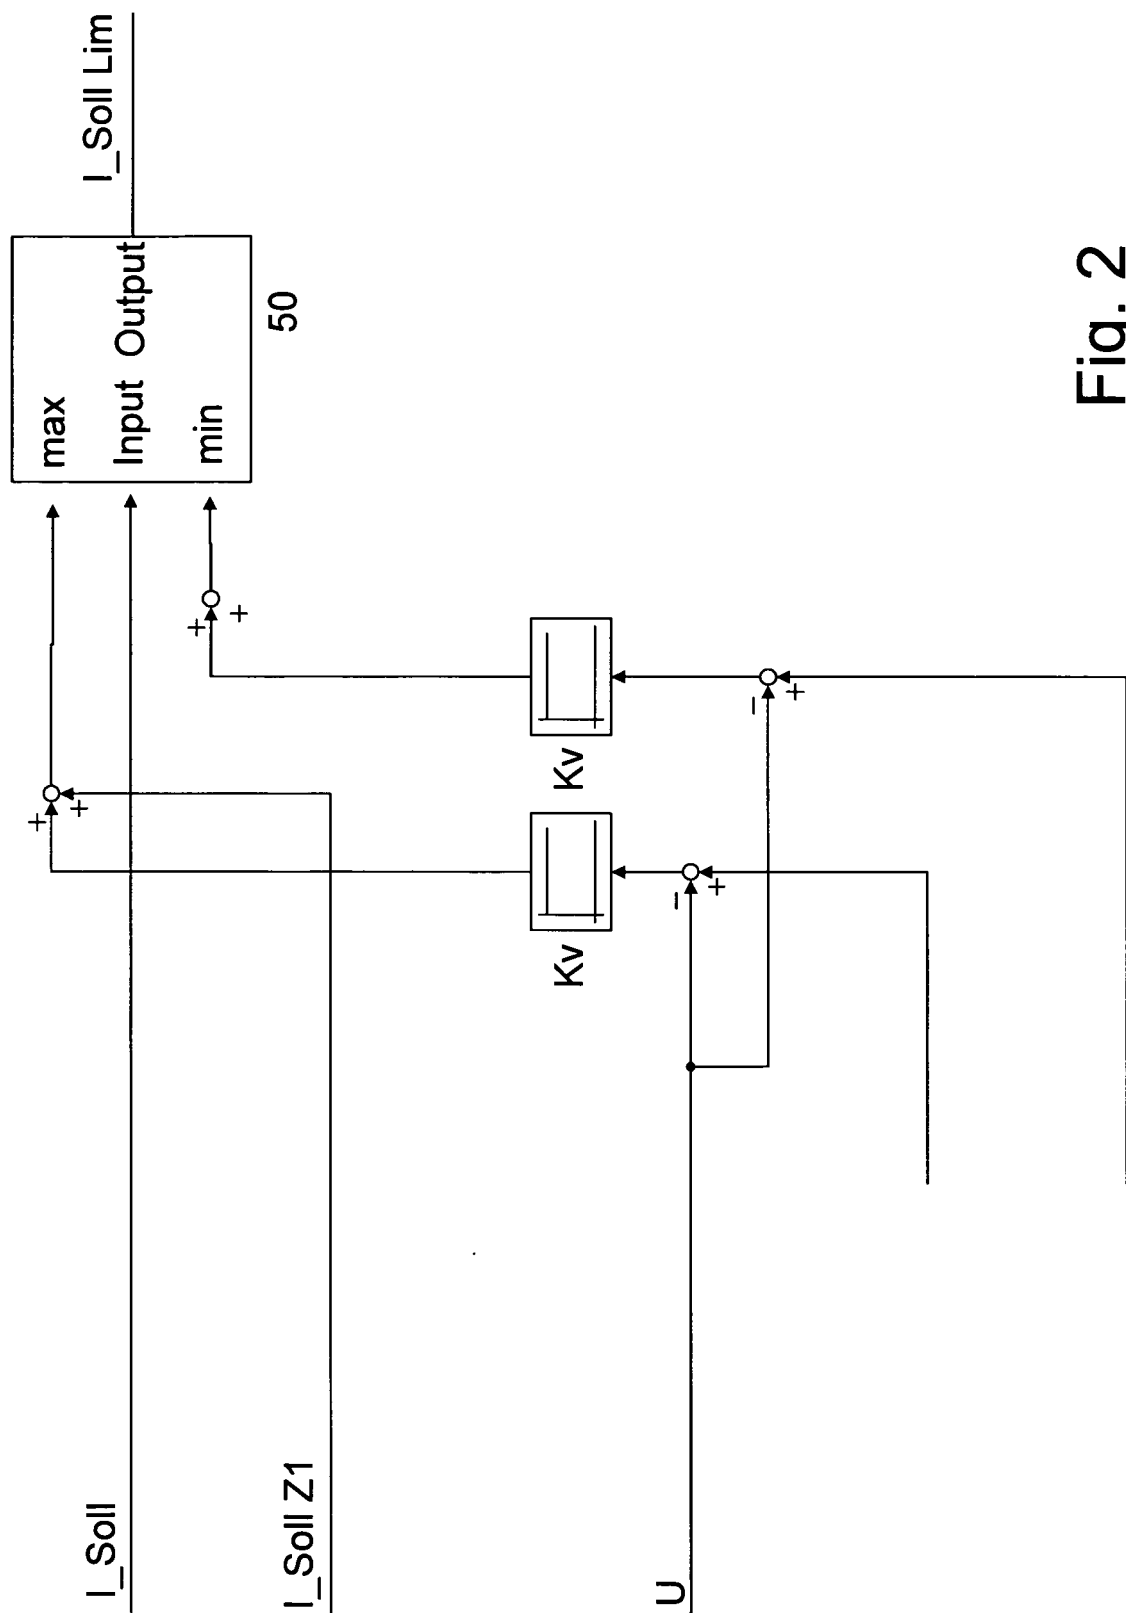 I_Soll
I_Soll Z1
U
Kv
Kv
+
+
-
+
-
+
+
+
max
Input Output
min
50
I_Soll Lim
Fig. 2